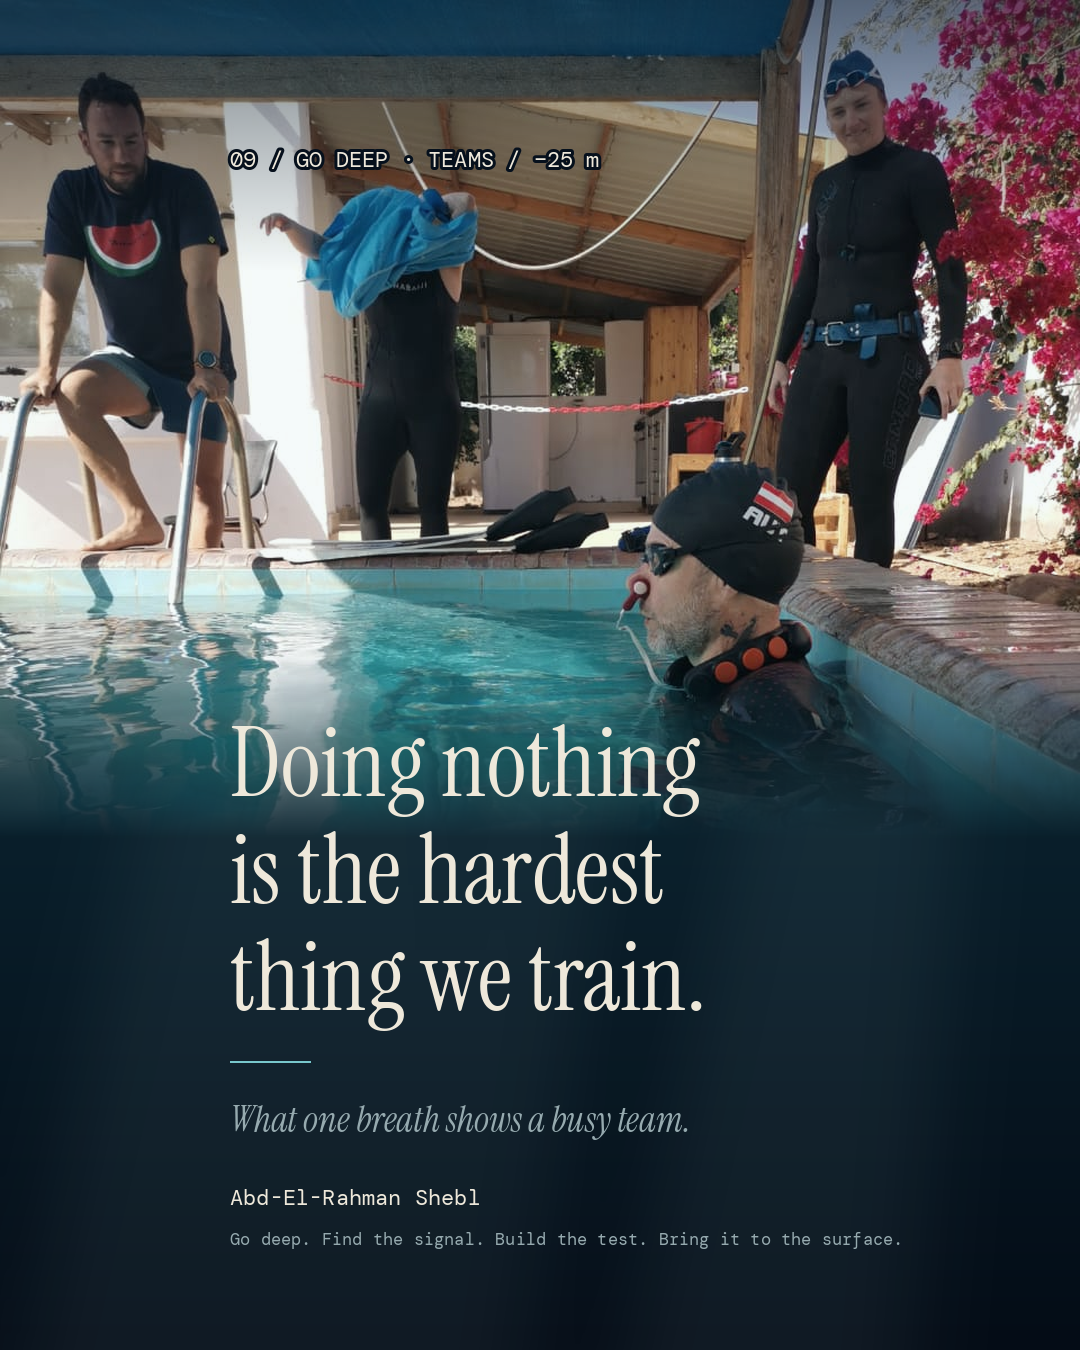 09 / GO DEEP · TEAMS / −25 m
Doing nothing
is the hardest
thing we train.
What one breath shows a busy team.
Abd-El-Rahman Shebl
Go deep. Find the signal. Build the test. Bring it to the surface.